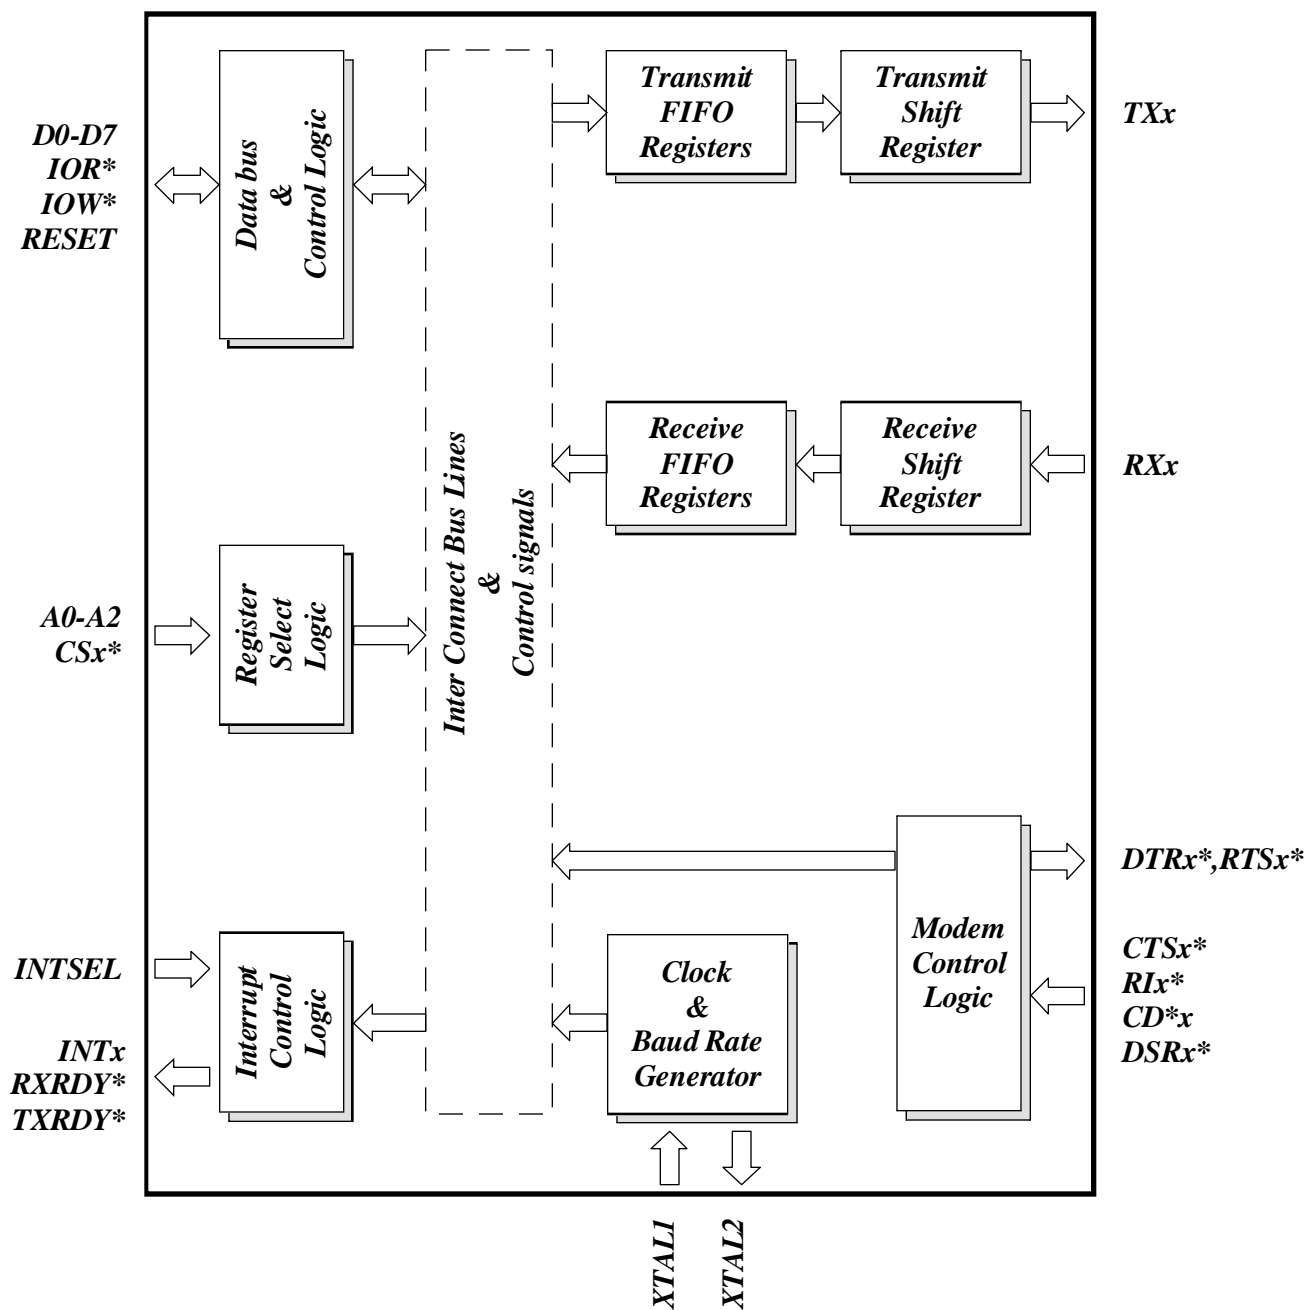 D0-D7
IOR*
IOW*
RESET
Data bus
&
Control Logic
A0-A2
CSx*
Register
Select
Logic
INTSEL
INTx
RXRDY*
TXRDY*
Interrupt
Control
Logic
Inter Connect Bus Lines
&
Control signals
Transmit
FIFO
Registers
Transmit
Shift
Register
TXx
Receive
FIFO
Registers
Receive
Shift
Register
RXx
Modem
Control
Logic
DTRx*,RTSx*
CTSx*
RIx*
CD*x
DSRx*
Clock
&
Baud Rate
Generator
XTAL1
XTAL2